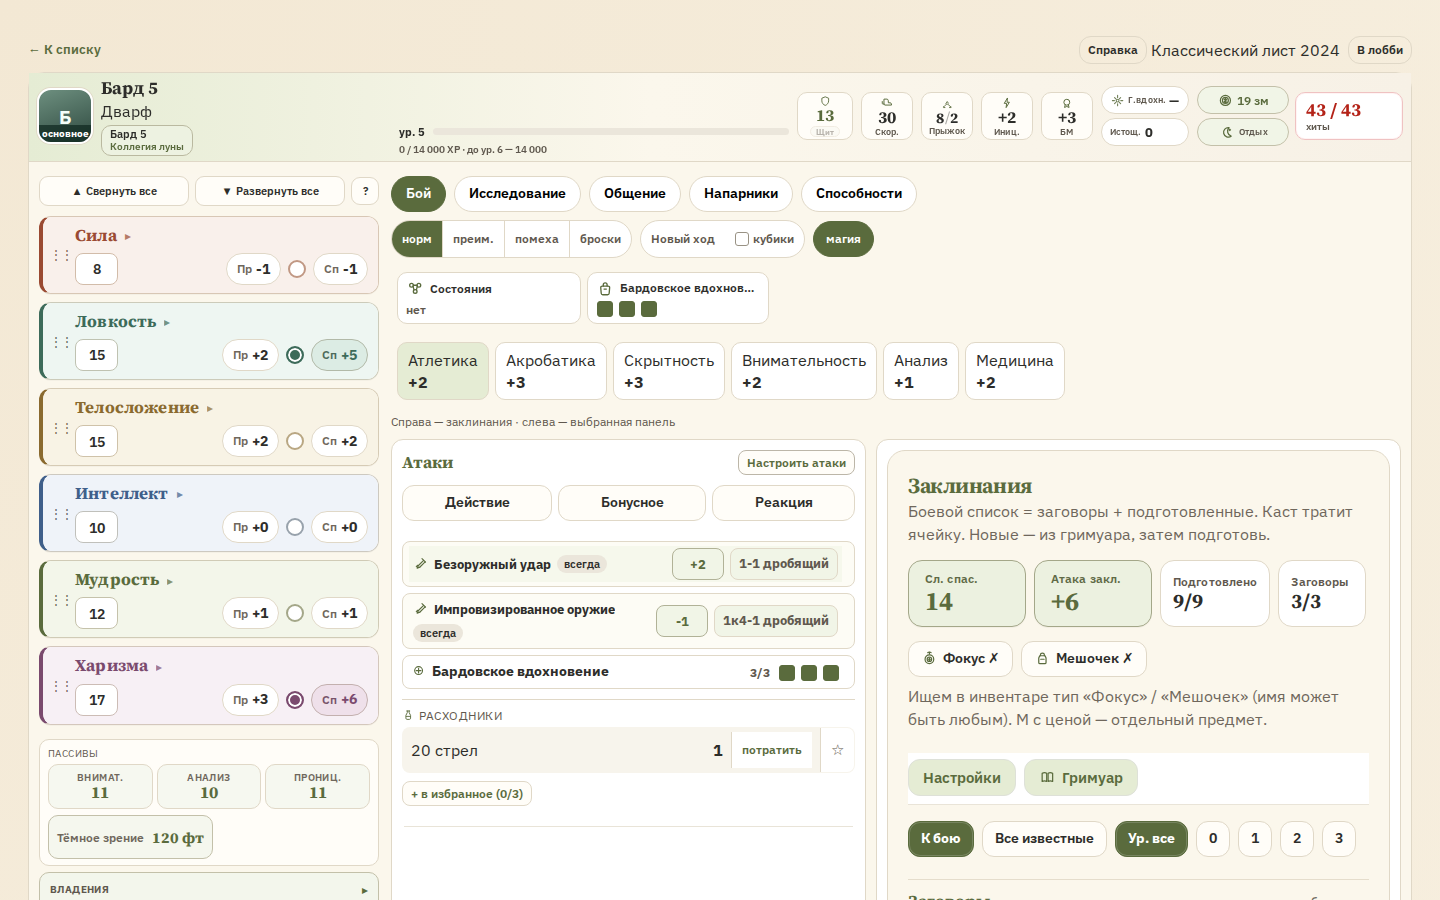 ← К списку
Справка Классический лист 2024 В лобби
Б
основное
Бард 5
Дварф
Бард 5
Коллегия луны
ур. 5
0 / 14 000 XP · до ур. 6 — 14 000
13
Щит
30
Скор.
8/2
Прыжок
+2
Иниц.
+3
БМ
Г.вдохн. —
Истощ. 0
19 зм
Отдых
43 / 43
хиты
▲ Свернуть все
▼ Развернуть все
?
Сила ▸
8
Пр -1
Сп -1
Ловкость ▸
15
Пр +2
Сп +5
Телосложение ▸
15
Пр +2
Сп +2
Интеллект ▸
10
Пр +0
Сп +0
Мудрость ▸
12
Пр +1
Сп +1
Харизма ▸
17
Пр +3
Сп +6
ПАССИВЫ
ВНИМАТ.
11
АНАЛИЗ
10
ПРОНИЦ.
11
Тёмное зрение 120 фт
ВЛАДЕНИЯ ▸
Бой
Исследование
Общение
Напарники
Способности
норм
преим.
помеха
броски
Новый ход
кубики
магия
Состояния
нет
Бардовское вдохнов...
Атлетика
+2
Акробатика
+3
Скрытность
+3
Внимательность
+2
Анализ
+1
Медицина
+2
Справа — заклинания · слева — выбранная панель
Атаки
Настроить атаки
Действие
Бонусное
Реакция
Безоружный удар всегда
+2
1-1 дробящий
Импровизированное оружие
всегда
-1
1к4-1 дробящий
Бардовское вдохновение
3/3
РАСХОДНИКИ
20 стрел
1
потратить
☆
+ в избранное (0/3)
Заклинания
Боевой список = заговоры + подготовленные. Каст тратит
ячейку. Новые — из гримуара, затем подготовь.
Сл. спас.
14
Атака закл.
+6
Подготовлено
9/9
Заговоры
3/3
Фокус ✗
Мешочек ✗
Ищем в инвентаре тип «Фокус» / «Мешочек» (имя может
быть любым). М с ценой — отдельный предмет.
Настройки
Гримуар
К бою
Все известные
Ур. все
0
1
2
3